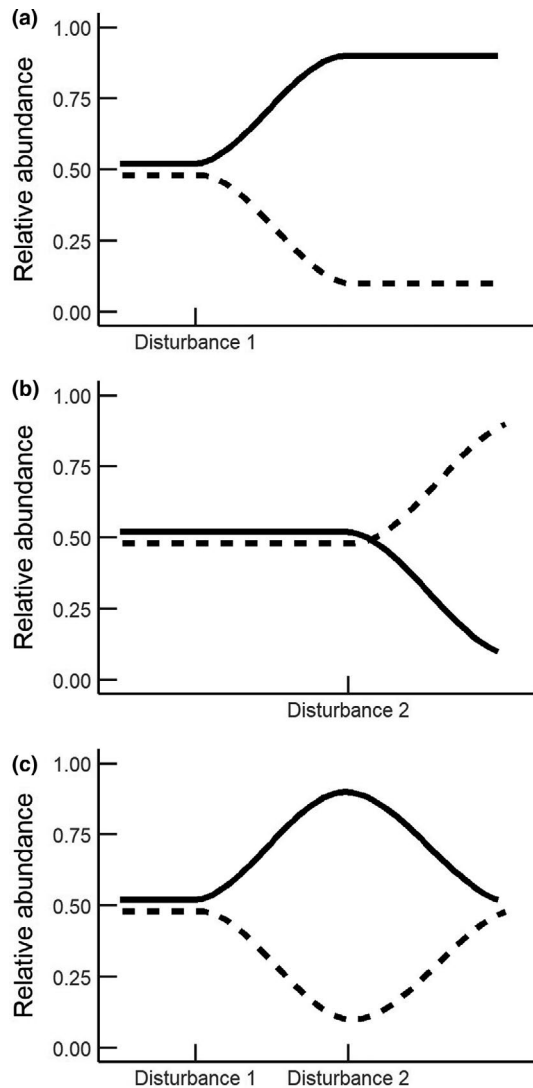 (a)
Relative abundance
1.00
0.75
0.50
0.25
0.00
Disturbance 1
(b)
Relative abundance
1.00
0.75
0.50
0.25
0.00
Disturbance 2
(c)
Relative abundance
1.00
0.75
0.50
0.25
0.00
Disturbance 1 Disturbance 2